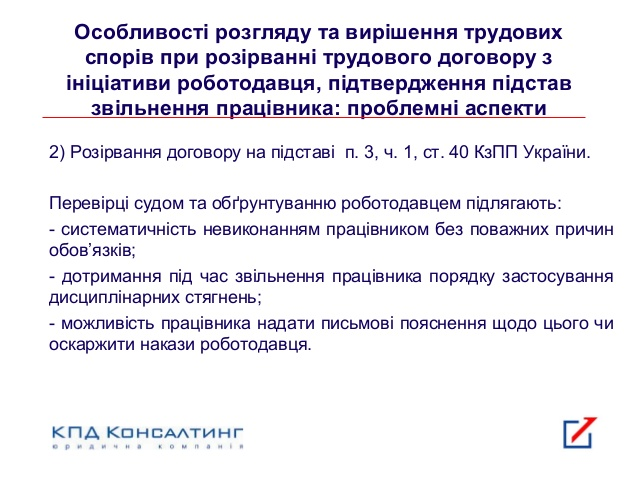 Особливості розгляду та вирішення трудових
спорів при розірванні трудового договору з
ініціативи роботодавця, підтвердження підстав
звільнення працівника: проблемні аспекти
2) Розірвання договору на підставі п. 3, ч. 1, ст. 40 КзПП України.
Перевірці судом та обґрунтуванню роботодавцем підлягають:
- систематичність невиконанням працівником без поважних причин
обов’язків;
- дотримання під час звільнення працівника порядку застосування
дисциплінарних стягнень;
- можливість працівника надати письмові пояснення щодо цього чи
оскаржити накази роботодавця.
КПД КОНСАЛТИНГ
юридична компанія